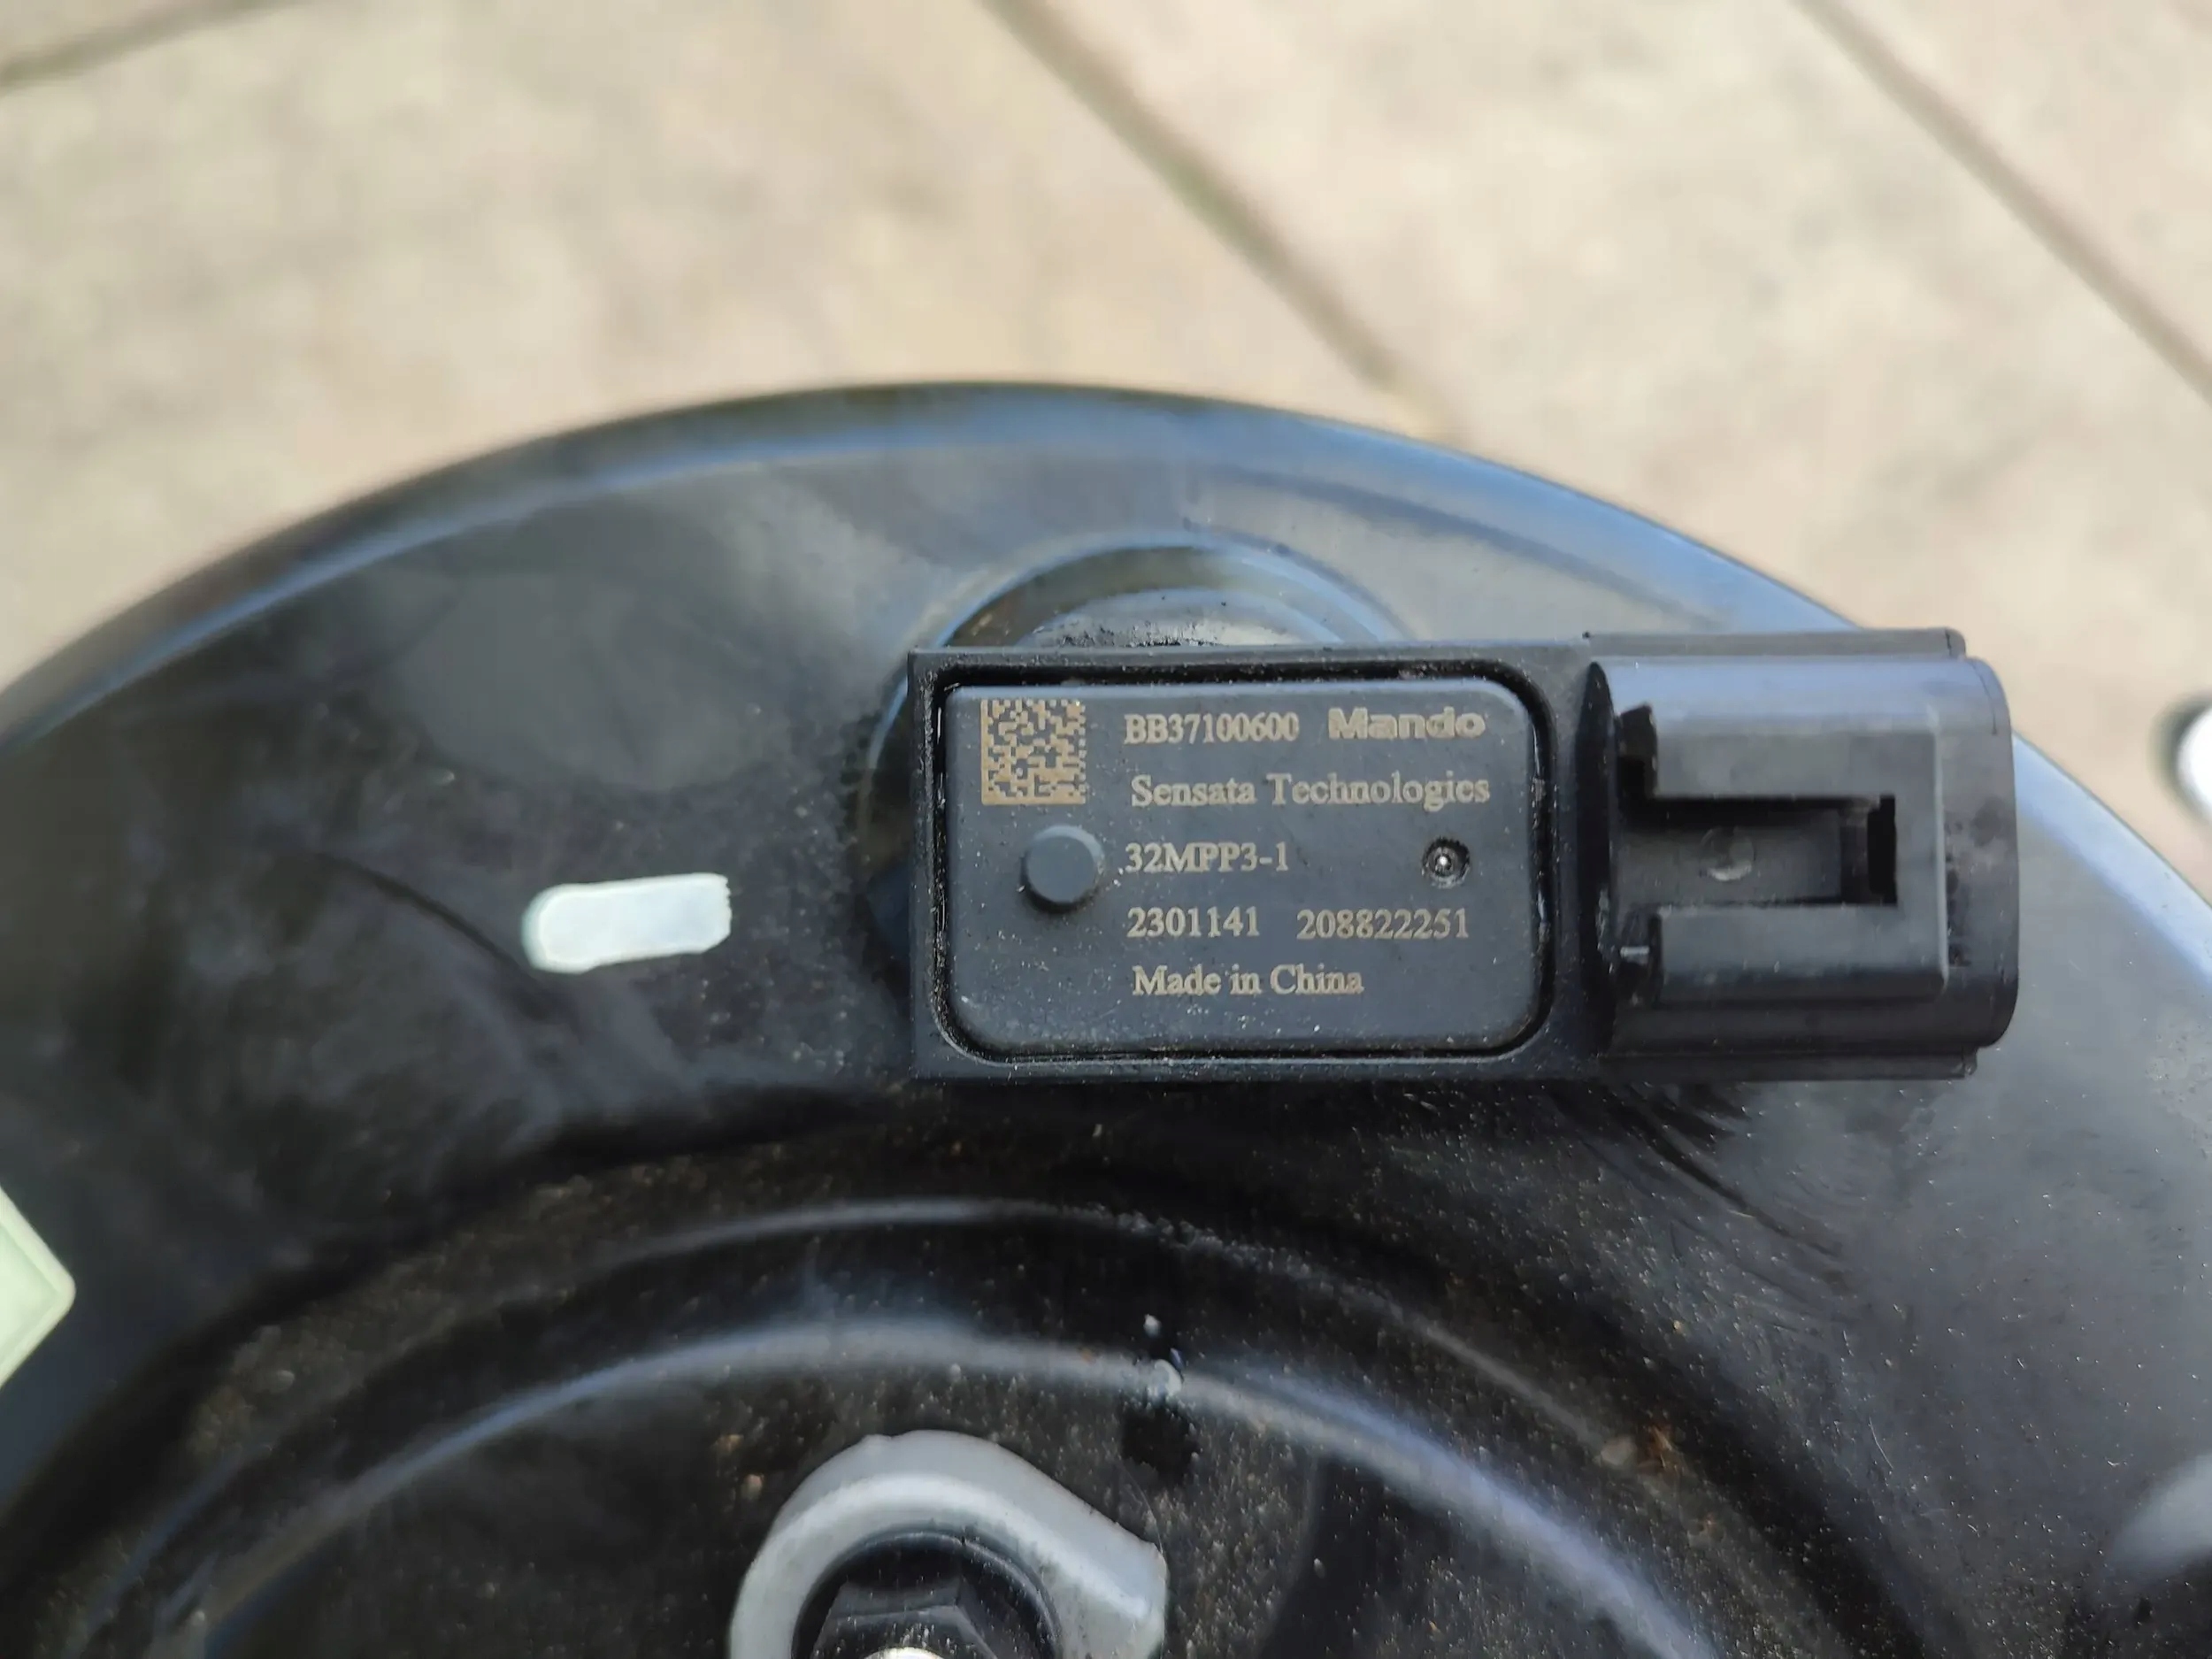 BB37100600 Mando
Sensata Technologies
32MPP3-1
2301141 208822251
Made in China